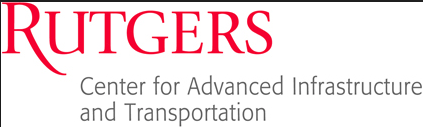 RUTGERS
Center for Advanced Infrastructure
and Transportation